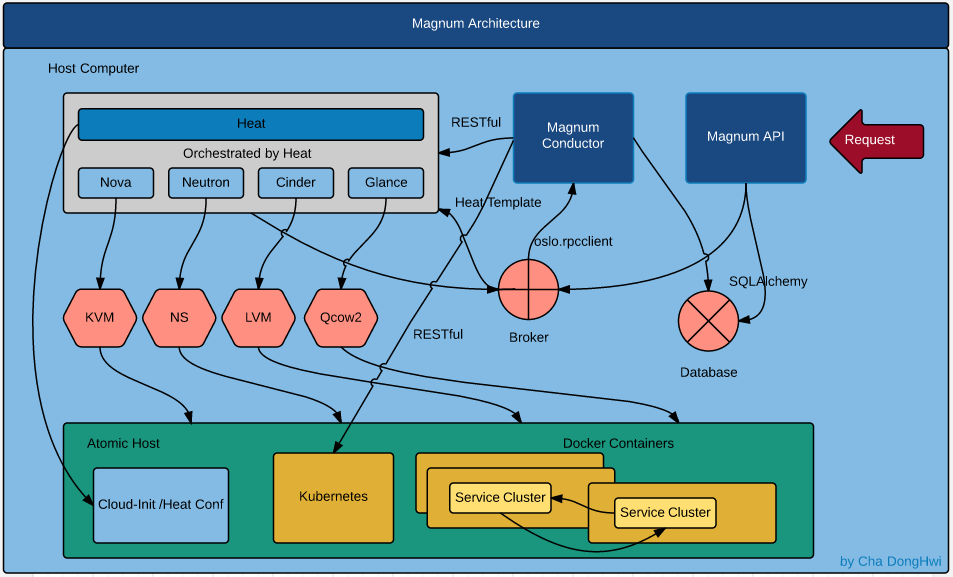 Magnum Architecture
Host Computer
Heat
Orchestrated by Heat
Nova
Neutron
Cinder
Glance
RESTful
Magnum
Conductor
Magnum API
Request
Heat Template
oslo.rpcclient
SQLAlchemy
KVM
NS
LVM
Qcow2
RESTful
Broker
Database
Atomic Host
Docker Containers
Cloud-Init /Heat Conf
Kubernetes
Service Cluster
Service Cluster
by Cha DongHwi